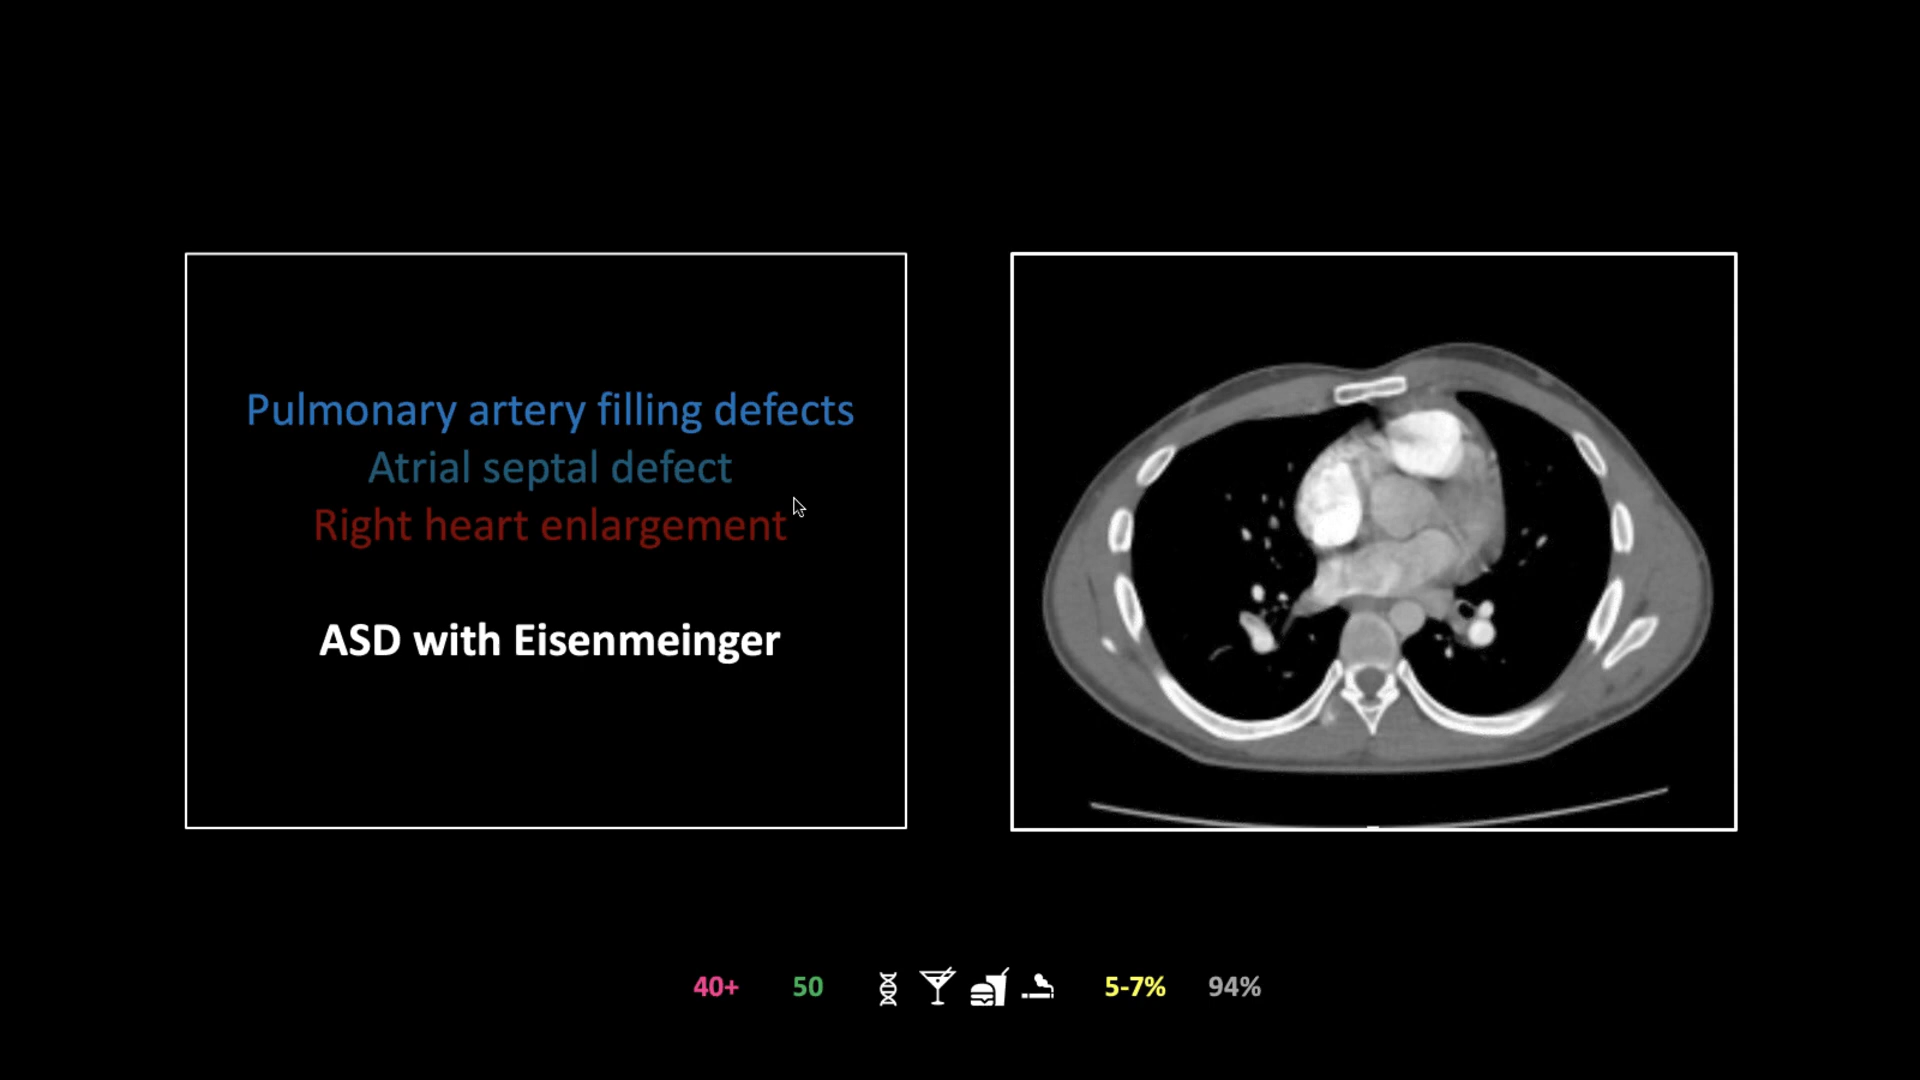 Pulmonary artery filling defects
Atrial septal defect
Right heart enlargement
ASD with Eisenmeinger
40+ 50 5-7% 94%